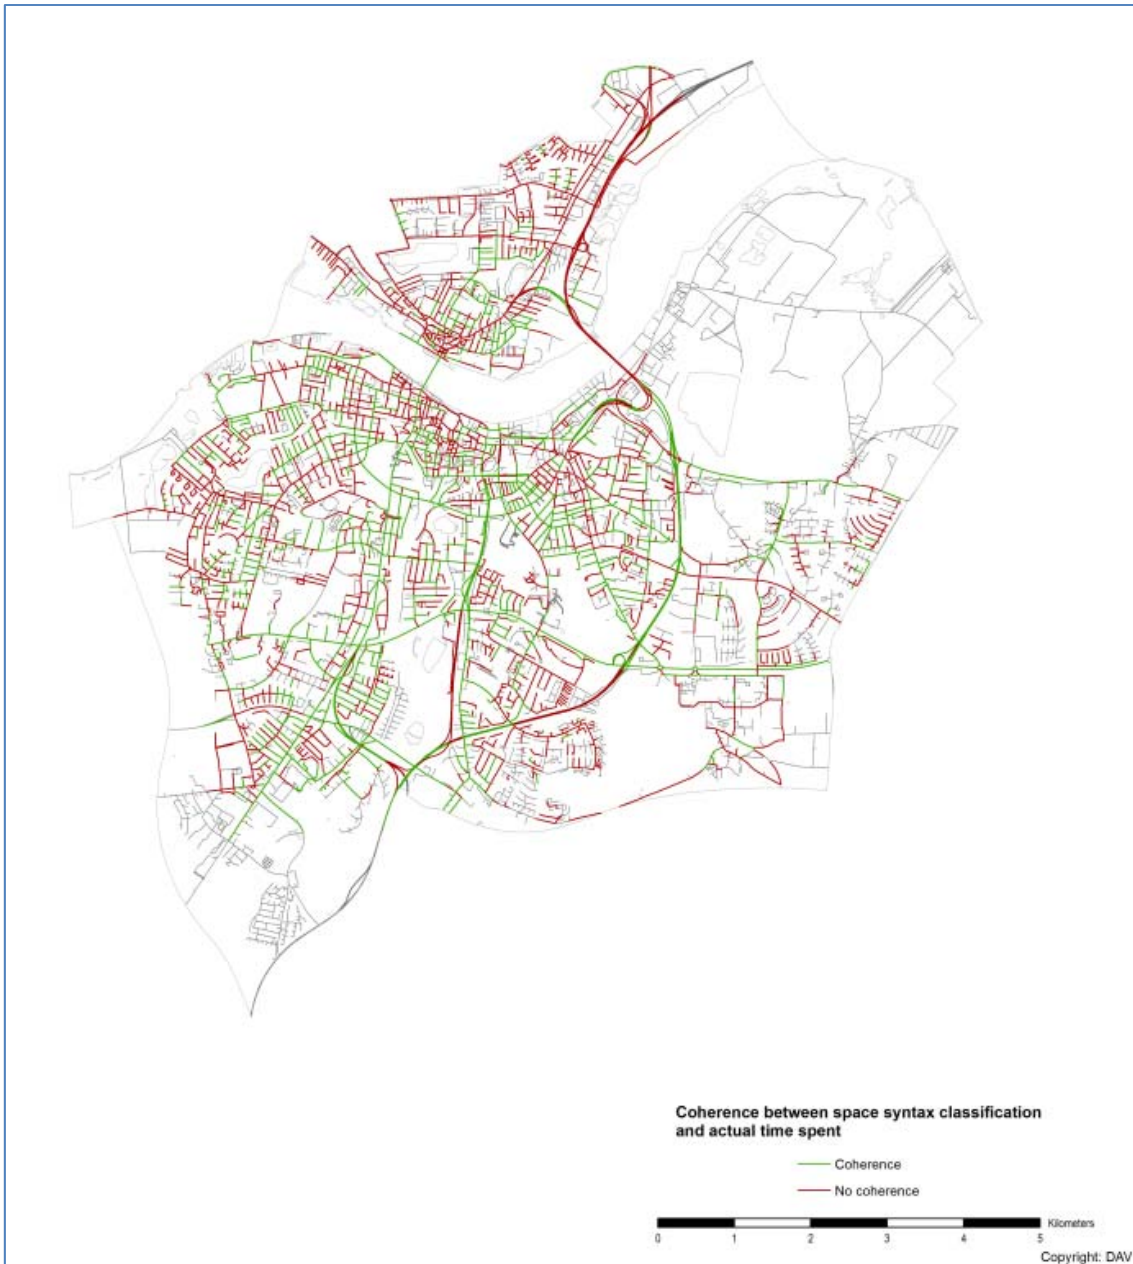 Coherence between space syntax classification
and actual time spent
Coherence
No coherence
Kilometers
0 1 2 3 4 5
Copyright: DAV